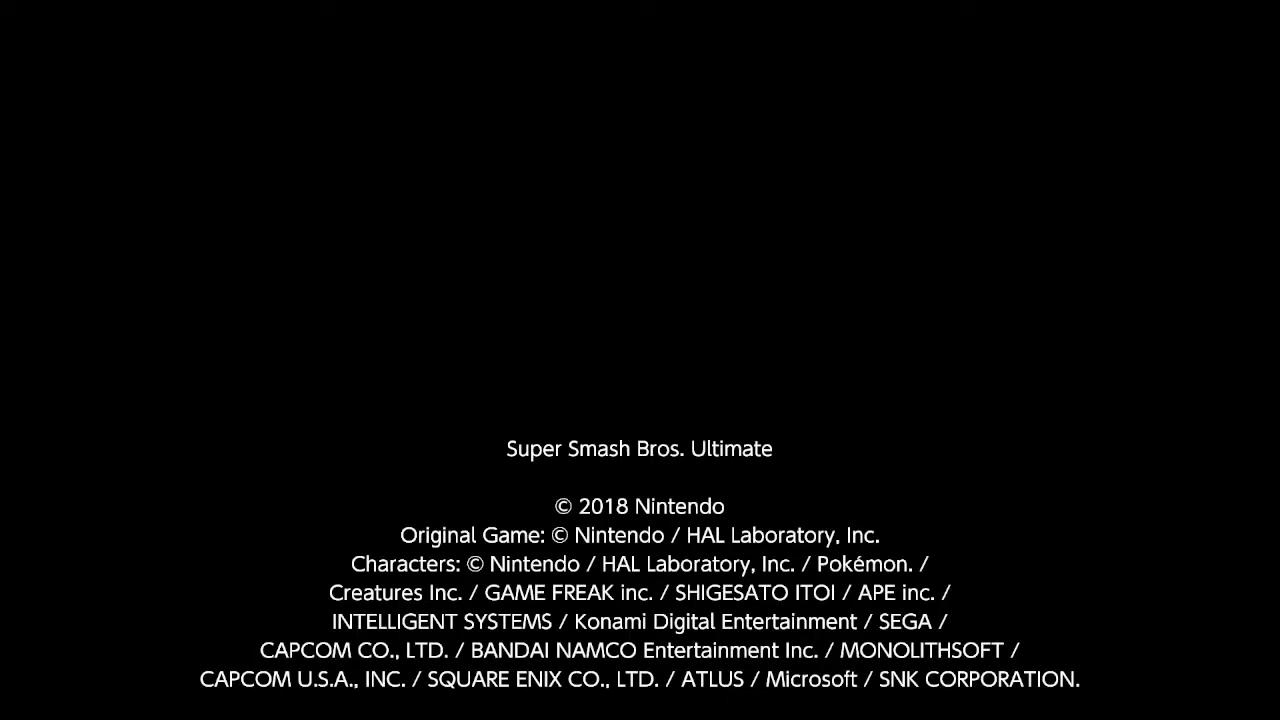 Super Smash Bros. Ultimate
© 2018 Nintendo
Original Game: © Nintendo / HAL Laboratory, Inc.
Characters: © Nintendo / HAL Laboratory, Inc. / Pokémon. /
Creatures Inc. / GAME FREAK inc. / SHIGESATO ITOI / APE inc. /
INTELLIGENT SYSTEMS / Konami Digital Entertainment / SEGA /
CAPCOM CO., LTD. / BANDAI NAMCO Entertainment Inc. / MONOLITHSOFT /
CAPCOM U.S.A., INC. / SQUARE ENIX CO., LTD. / ATLUS / Microsoft / SNK CORPORATION.